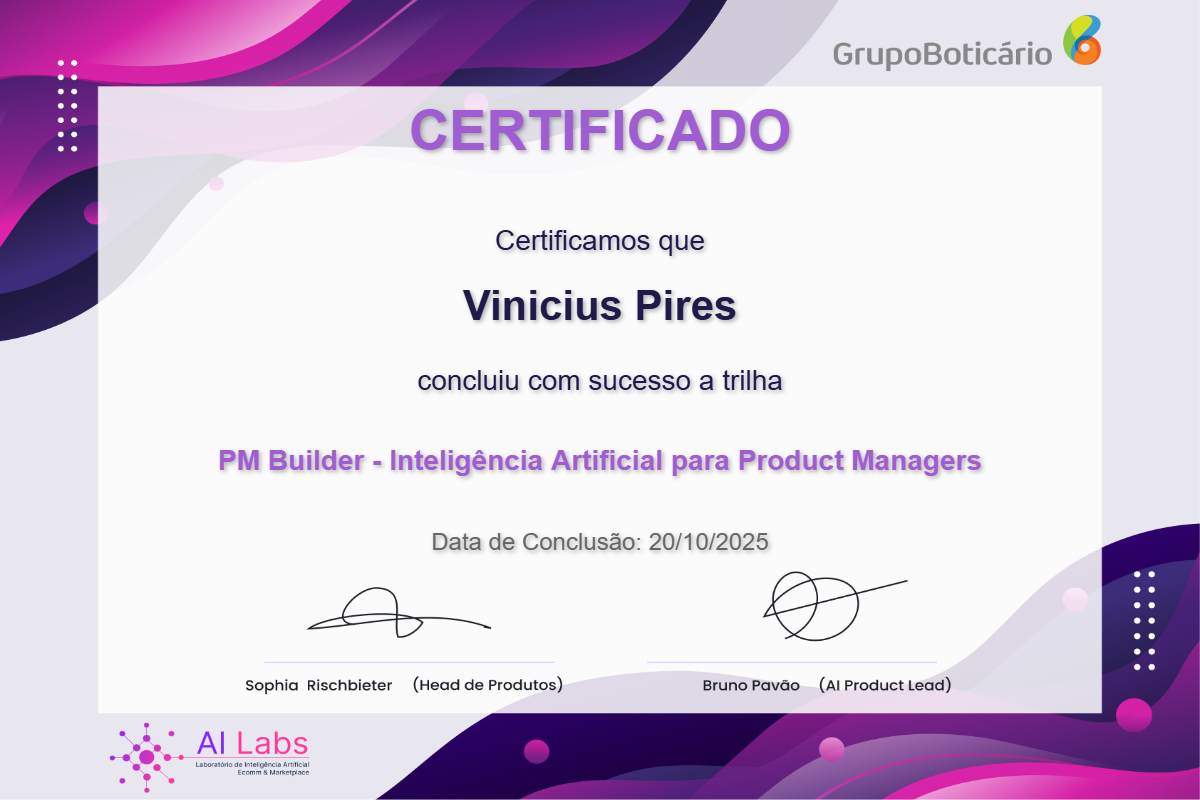 GrupoBoticário
CERTIFICADO
Certificamos que
Vinicius Pires
concluiu com sucesso a trilha
PM Builder - Inteligência Artificial para Product Managers
Data de Conclusão: 20/10/2025
Sophia Rischbieter (Head de Produtos)
Bruno Pavão (AI Product Lead)
AI Labs
Laboratório de Inteligência Artificial
Ecomm & Marketplace